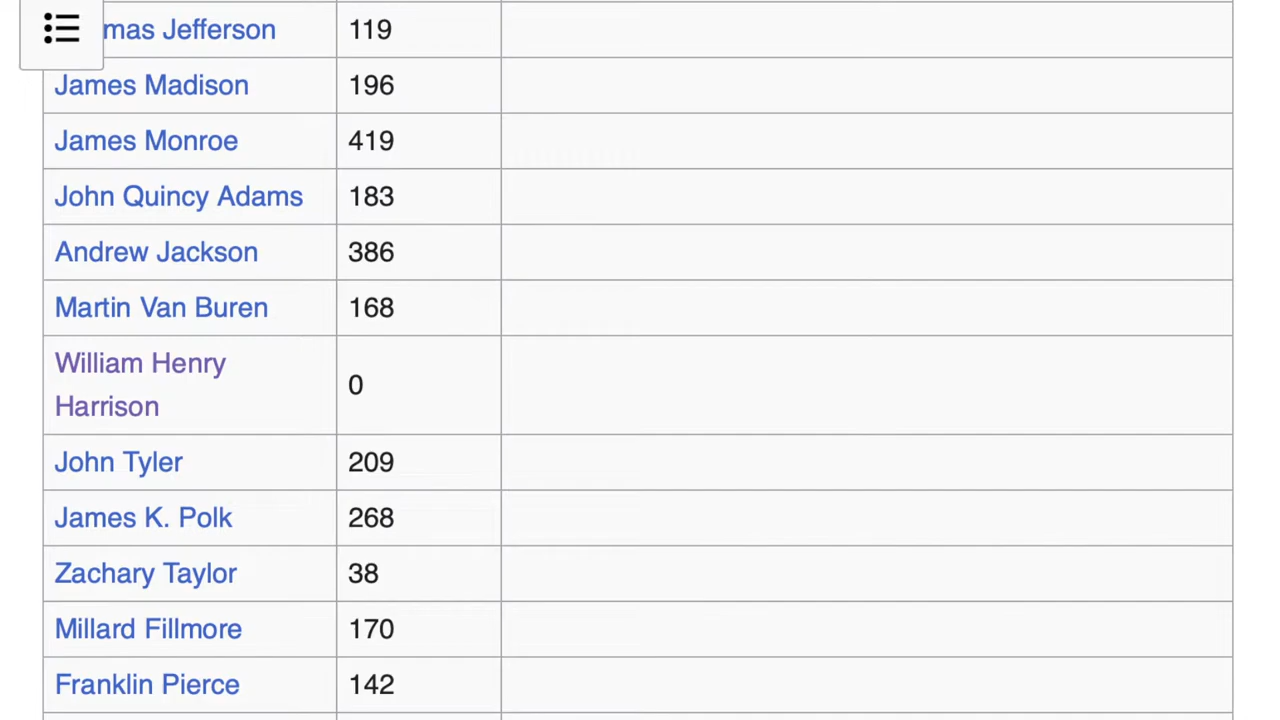 mas Jefferson 119
James Madison 196
James Monroe 419
John Quincy Adams 183
Andrew Jackson 386
Martin Van Buren 168
William Henry
Harrison 0
John Tyler 209
James K. Polk 268
Zachary Taylor 38
Millard Fillmore 170
Franklin Pierce 142